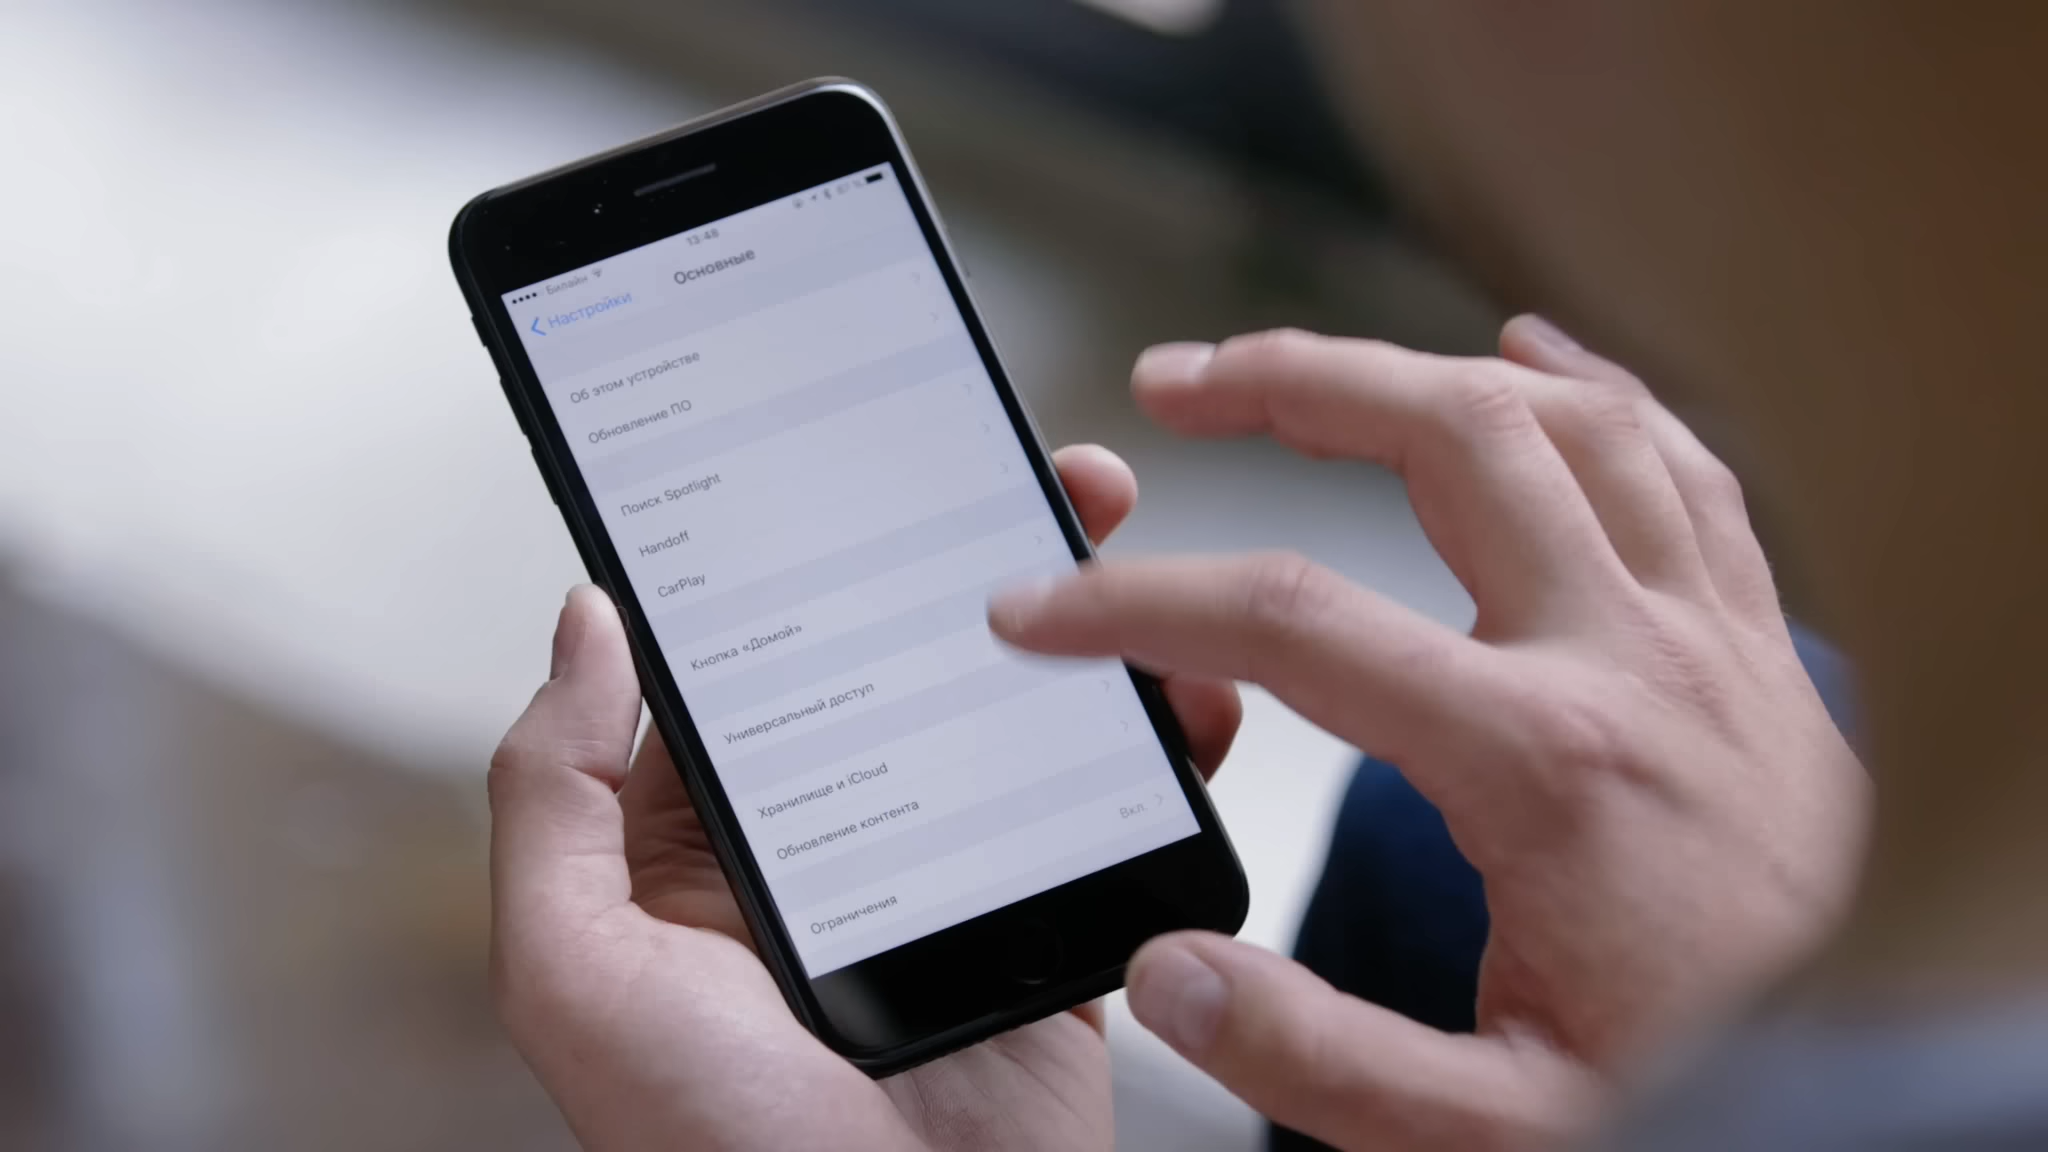 Билайн
13:48
Настройки
Основные
Об этом устройстве
Обновление ПО
Поиск Spotlight
Handoff
CarPlay
Кнопка «Домой»
Универсальный доступ
Хранилище и iCloud
Обновление контента
Ограничения
Вкл.